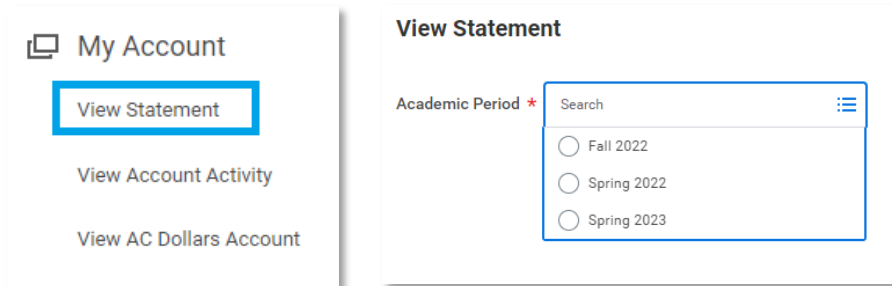 My Account
View Statement
View Account Activity
View AC Dollars Account
View Statement
Academic Period *
Search
Fall 2022
Spring 2022
Spring 2023